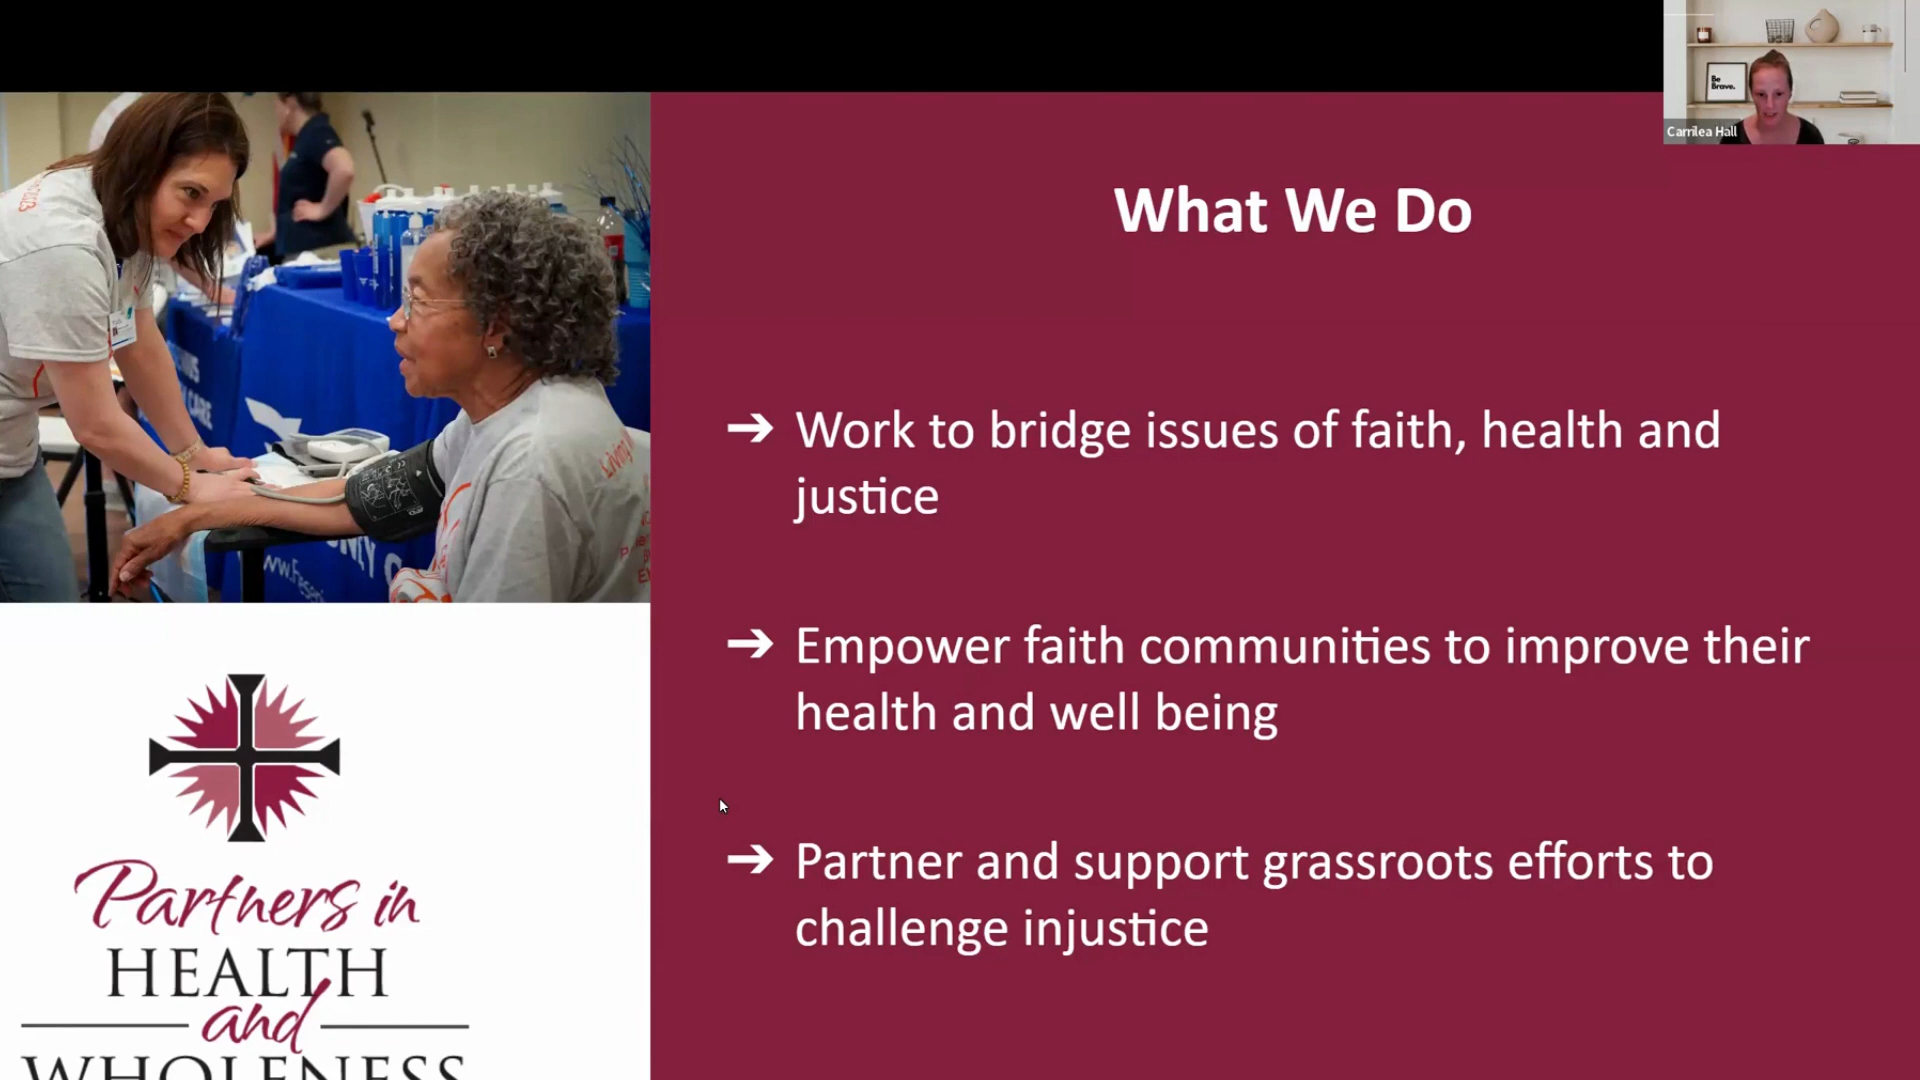 Be
Brave.
Carrilea Hall
What We Do
➔ Work to bridge issues of faith, health and
justice
➔ Empower faith communities to improve their
health and well being
➔ Partner and support grassroots efforts to
challenge injustice
CARE
Partners in
HEALTH
and
WHOLENESS